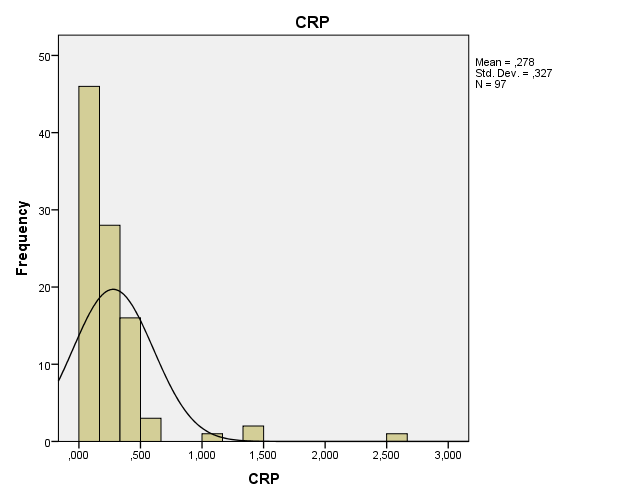 CRP
Mean = ,278
Std. Dev. = ,327
N = 97
50
40
30
20
10
0
Frequency
,000 ,500 1,000 1,500 2,000 2,500 3,000
CRP